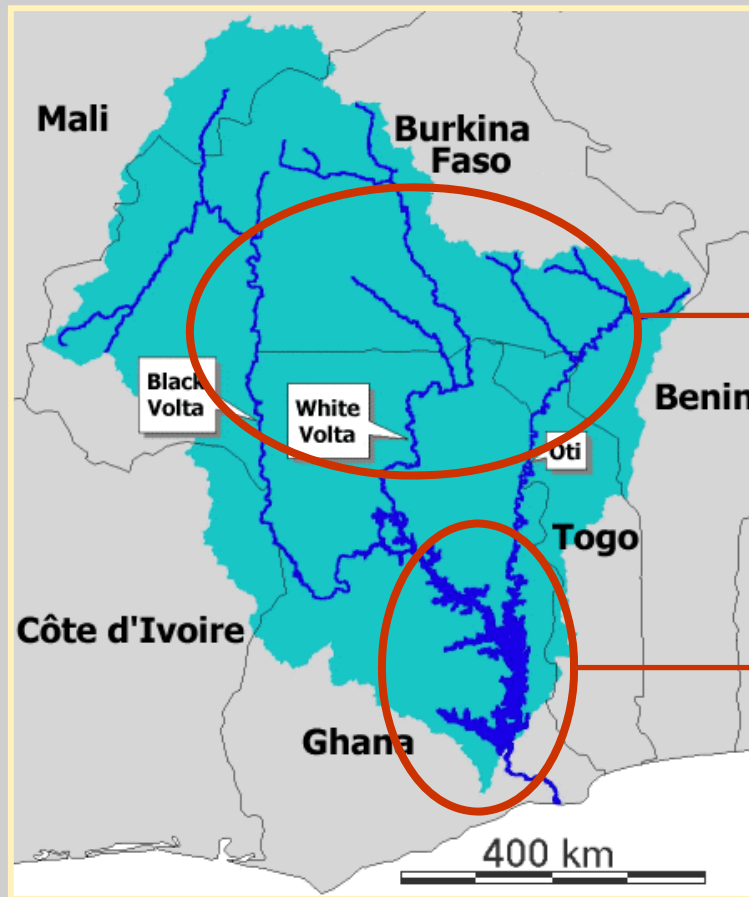 Mali
Burkina
Faso
Black
Volta
White
Volta
Benin
Oti
Togo
Côte d'Ivoire
Ghana
400 km